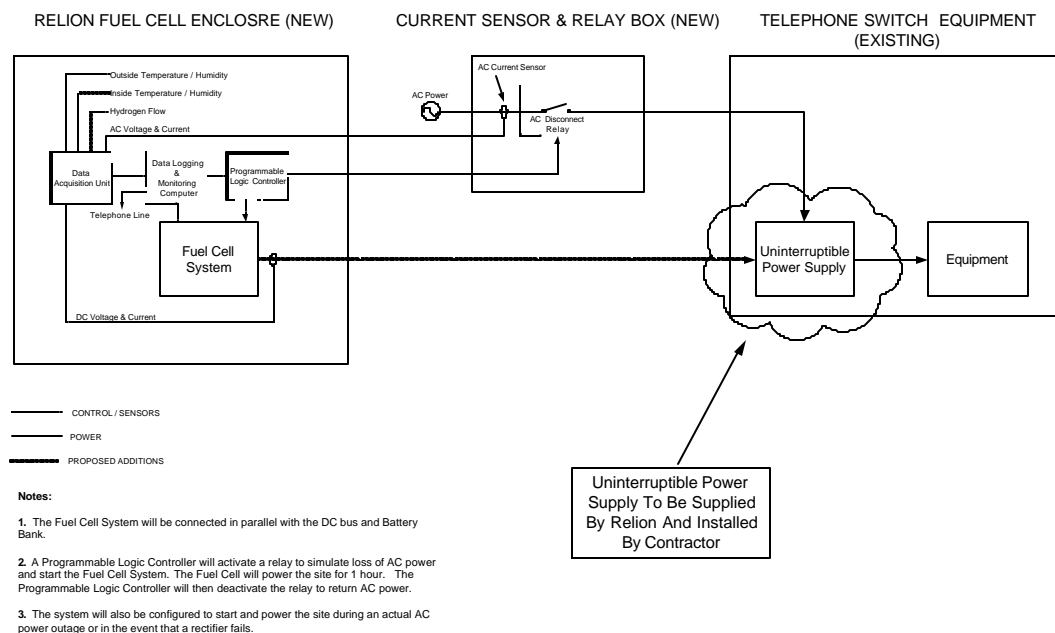 RELION FUEL CELL ENCLOSRE (NEW)
CURRENT SENSOR & RELAY BOX (NEW)
TELEPHONE SWITCH EQUIPMENT
(EXISTING)
Outside Temperature / Humidity
Inside Temperature / Humidity
Hydrogen Flow
AC Voltage & Current
AC Current Sensor
AC Power
AC Disconnect
Relay
Data
Acquisition Unit
Data Logging
&
Monitoring
Computer
Programmable
Logic Controller
Telephone Line
Fuel Cell
System
DC Voltage & Current
Uninterruptible
Power Supply
Equipment
CONTROL / SENSORS
POWER
PROPOSED ADDITIONS
Uninterruptible Power
Supply To Be Supplied
By Relion And Installed
By Contractor
Notes:
1. The Fuel Cell System will be connected in parallel with the DC bus and Battery
Bank.
2. A Programmable Logic Controller will activate a relay to simulate loss of AC power
and start the Fuel Cell System. The Fuel Cell will power the site for 1 hour. The
Programmable Logic Controller will then deactivate the relay to return AC power.
3. The system will also be configured to start and power the site during an actual AC
power outage or in the event that a rectifier fails.